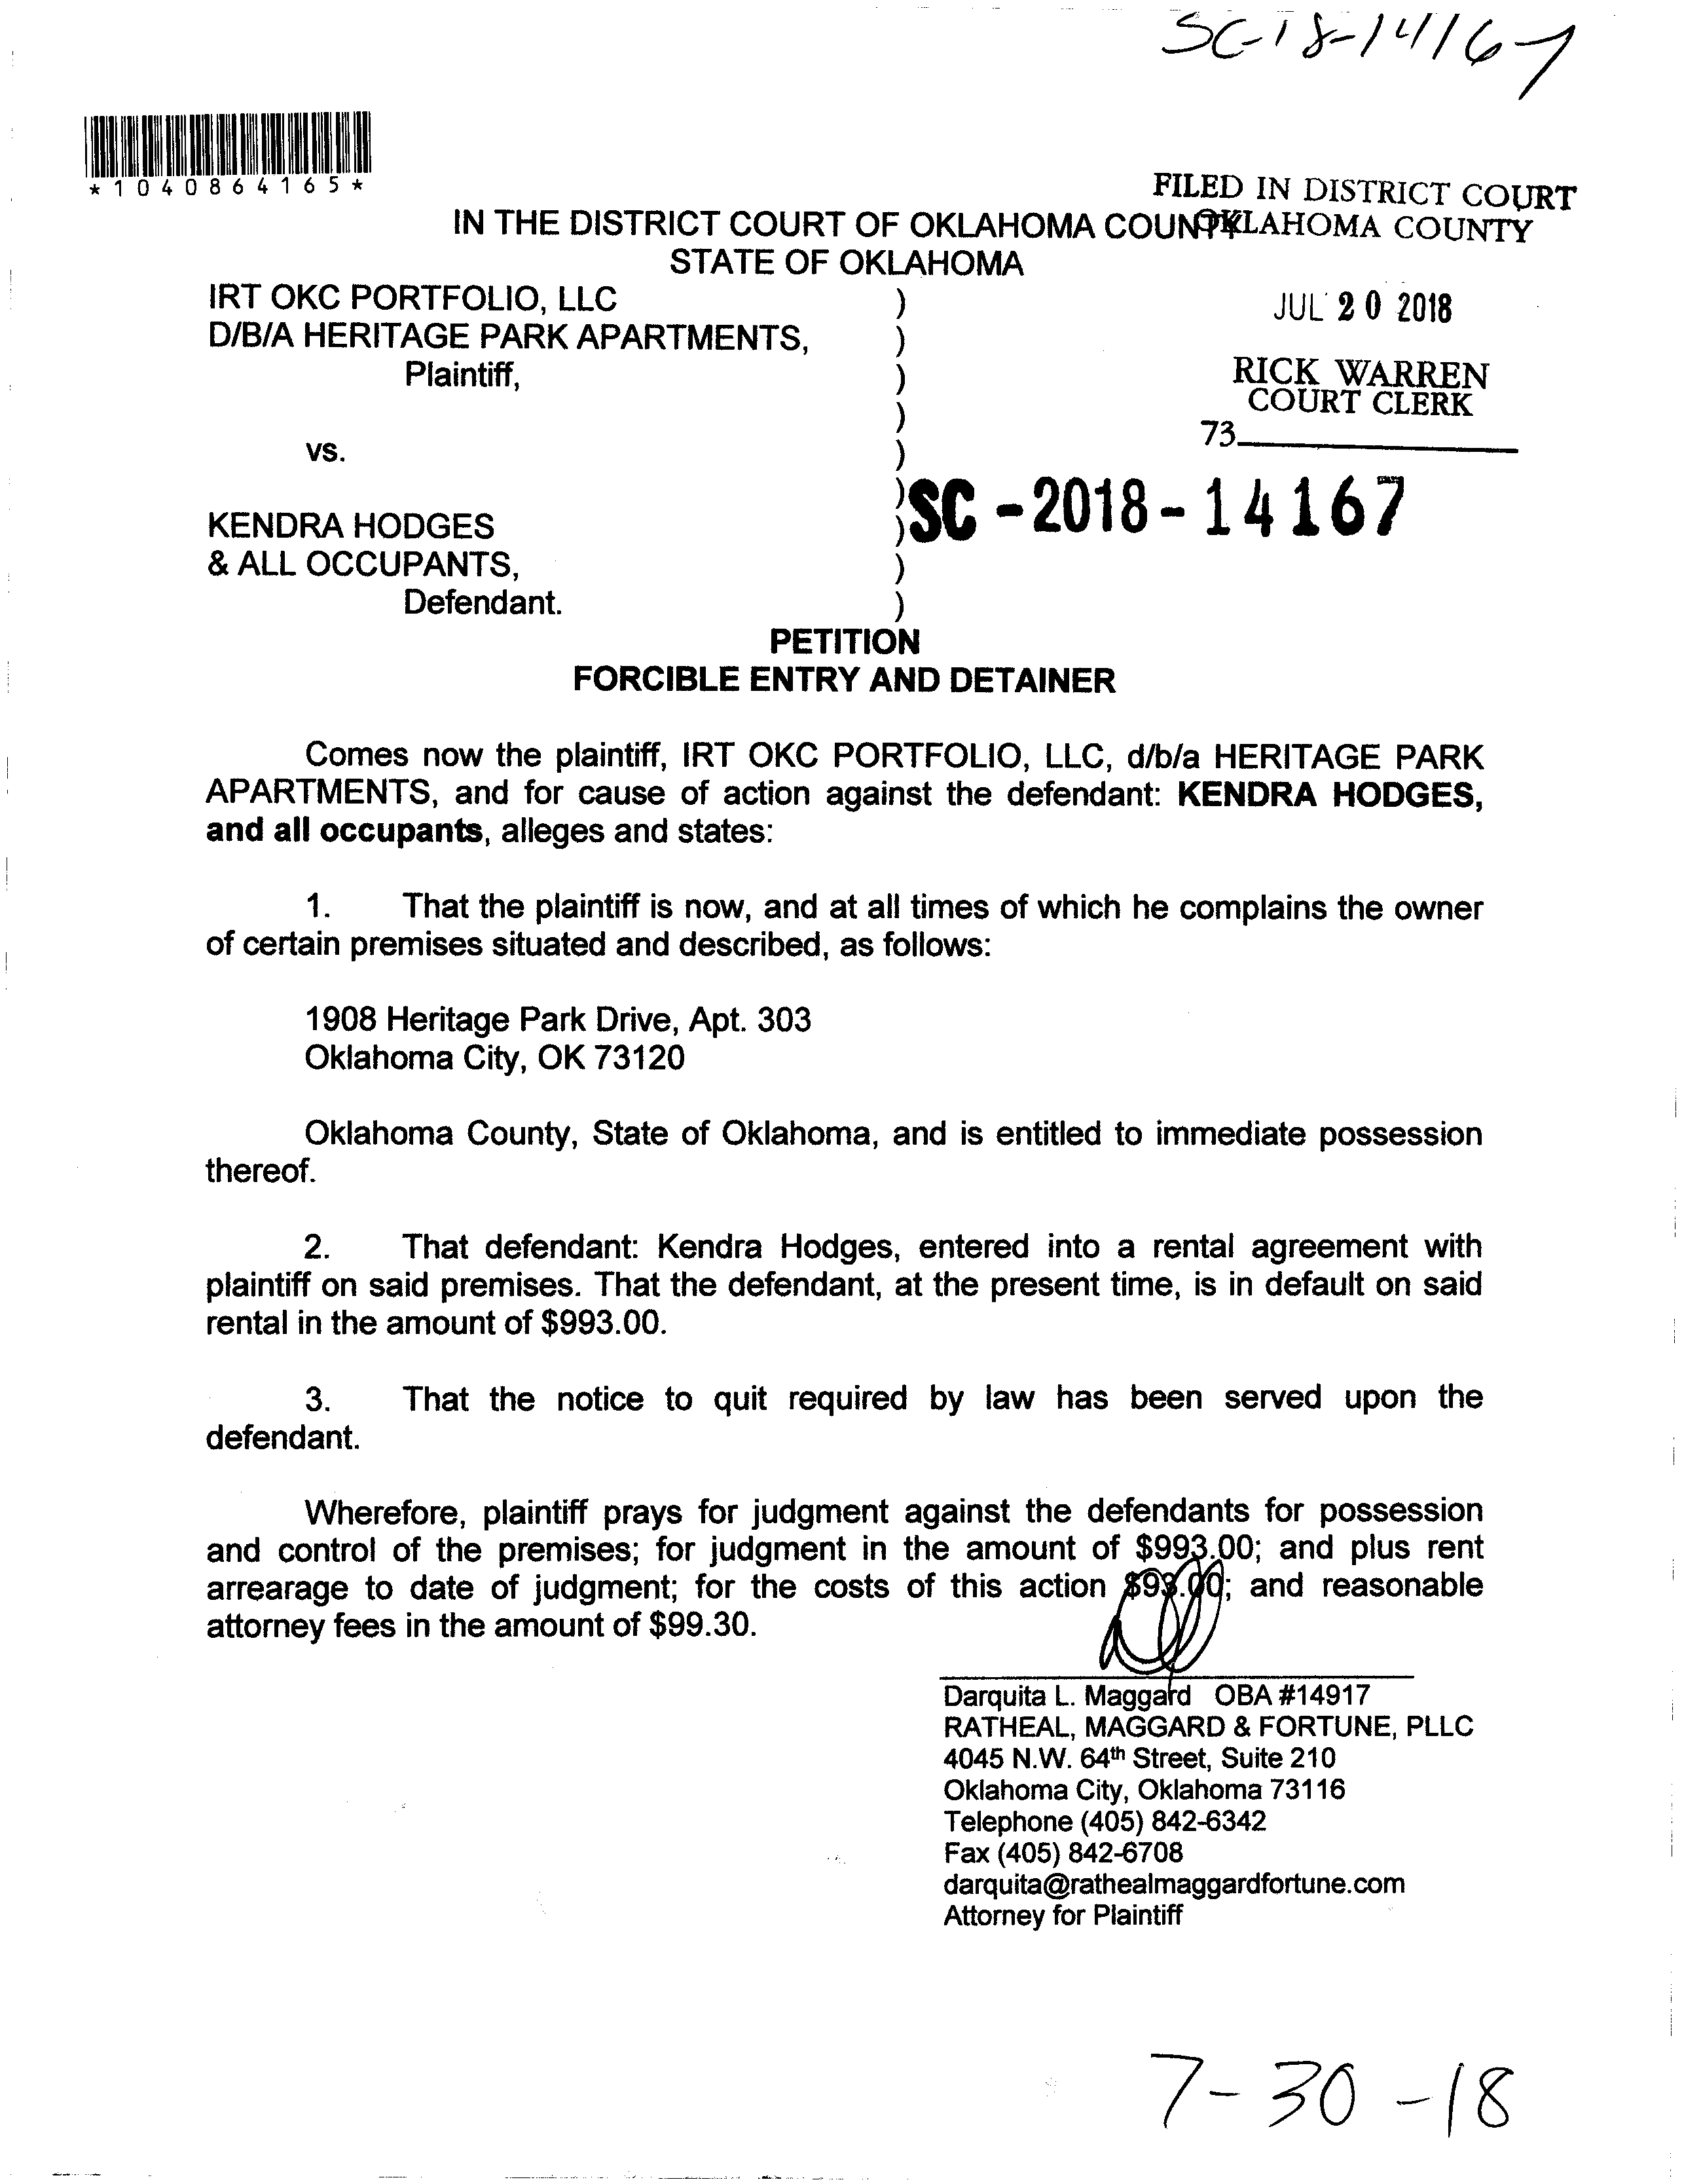 SC-18-14167
*1040864165*
FILED IN DISTRICT COURT
OKLAHOMA COUNTY
IN THE DISTRICT COURT OF OKLAHOMA COUNTY
STATE OF OKLAHOMA
IRT OKC PORTFOLIO, LLC )
D/B/A HERITAGE PARK APARTMENTS, )
Plaintiff, )
)
vs. )
)
KENDRA HODGES )
& ALL OCCUPANTS, )
Defendant. )
JUL 20 2018
RICK WARREN
COURT CLERK
73
SC-2018-14167
PETITION
FORCIBLE ENTRY AND DETAINER
Comes now the plaintiff, IRT OKC PORTFOLIO, LLC, d/b/a HERITAGE PARK
APARTMENTS, and for cause of action against the defendant: KENDRA HODGES,
and all occupants, alleges and states:
1. That the plaintiff is now, and at all times of which he complains the owner
of certain premises situated and described, as follows:
1908 Heritage Park Drive, Apt. 303
Oklahoma City, OK 73120
Oklahoma County, State of Oklahoma, and is entitled to immediate possession
thereof.
2. That defendant: Kendra Hodges, entered into a rental agreement with
plaintiff on said premises. That the defendant, at the present time, is in default on said
rental in the amount of $993.00.
3. That the notice to quit required by law has been served upon the
defendant.
Wherefore, plaintiff prays for judgment against the defendants for possession
and control of the premises; for judgment in the amount of $993.00; and plus rent
arrearage to date of judgment; for the costs of this action $93.00; and reasonable
attorney fees in the amount of $99.30.
Darquita L. Maggard OBA #14917
RATHEAL, MAGGARD & FORTUNE, PLLC
4045 N.W. 64th Street, Suite 210
Oklahoma City, Oklahoma 73116
Telephone (405) 842-6342
Fax (405) 842-6708
darquita@rathealmaggardfortune.com
Attorney for Plaintiff
7-30-18